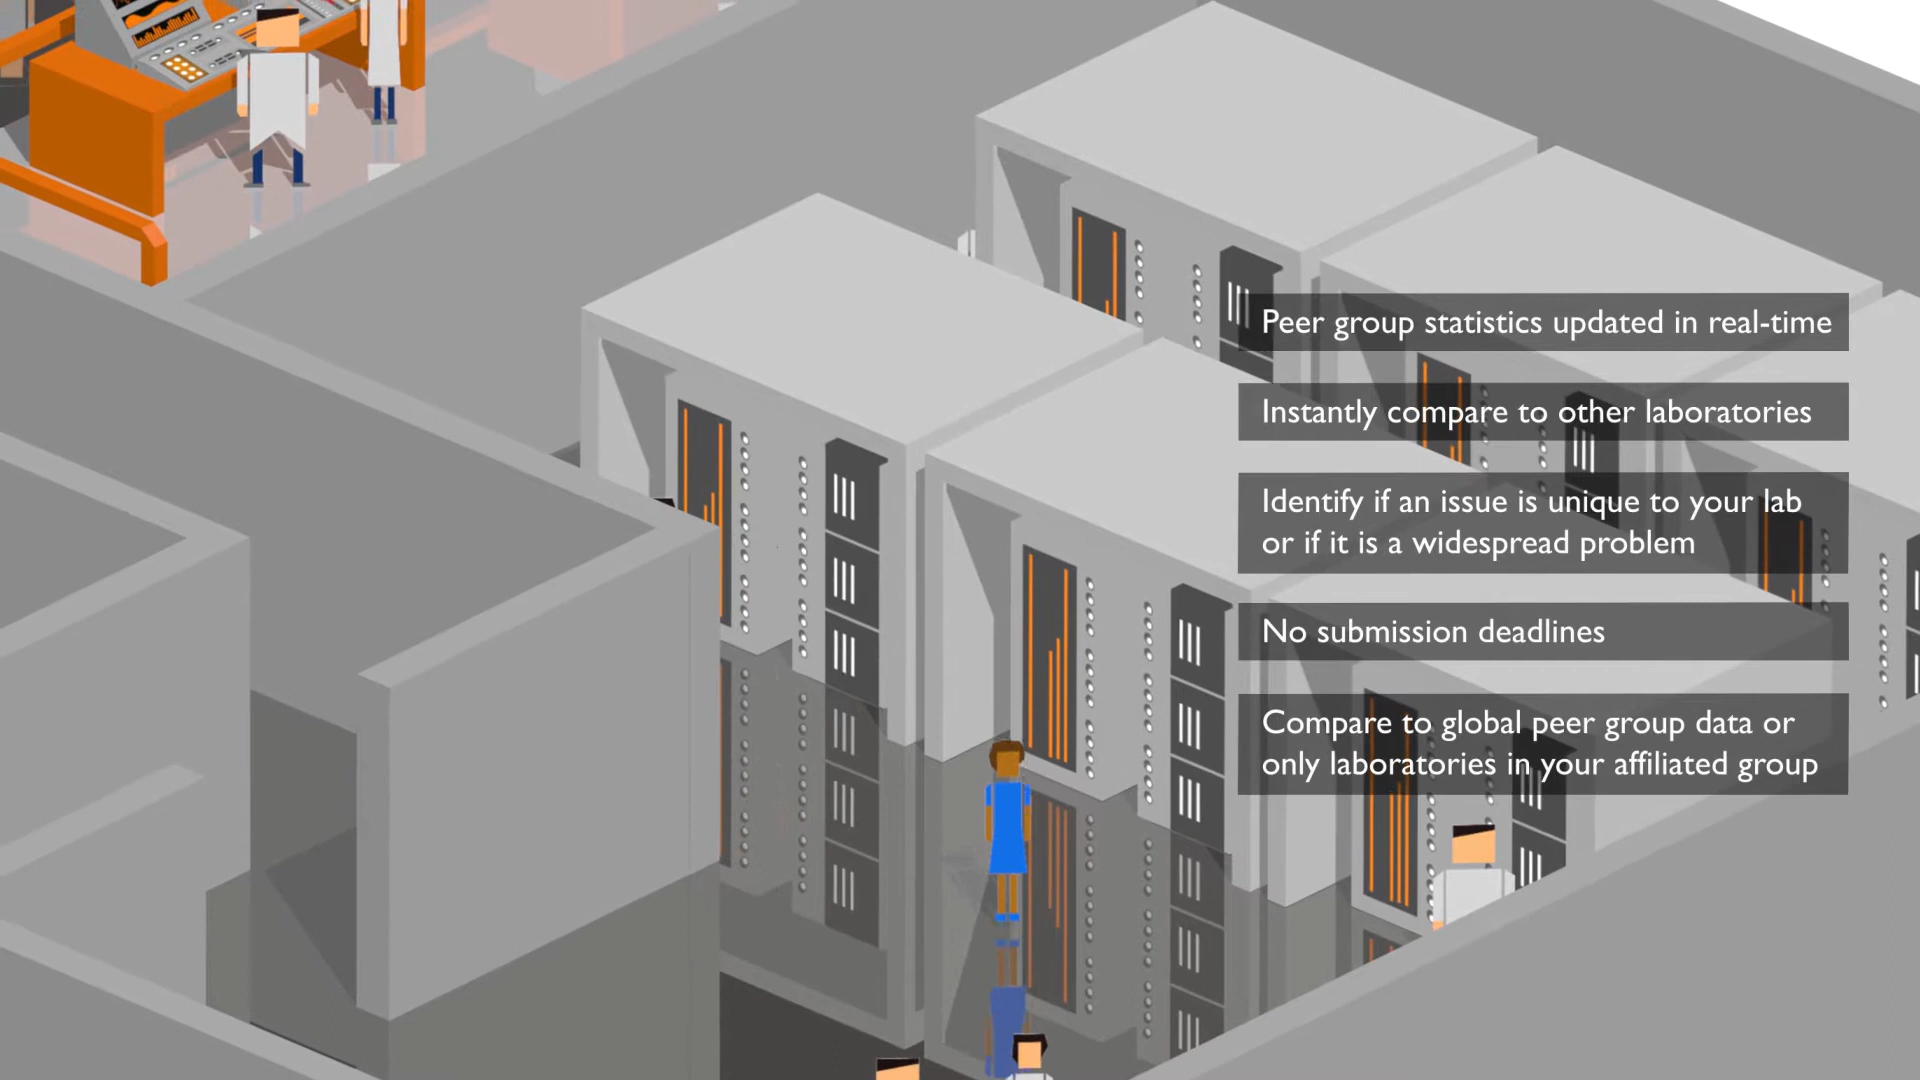 Peer group statistics updated in real-time
Instantly compare to other laboratories
Identify if an issue is unique to your lab
or if it is a widespread problem
No submission deadlines
Compare to global peer group data or
only laboratories in your affiliated group